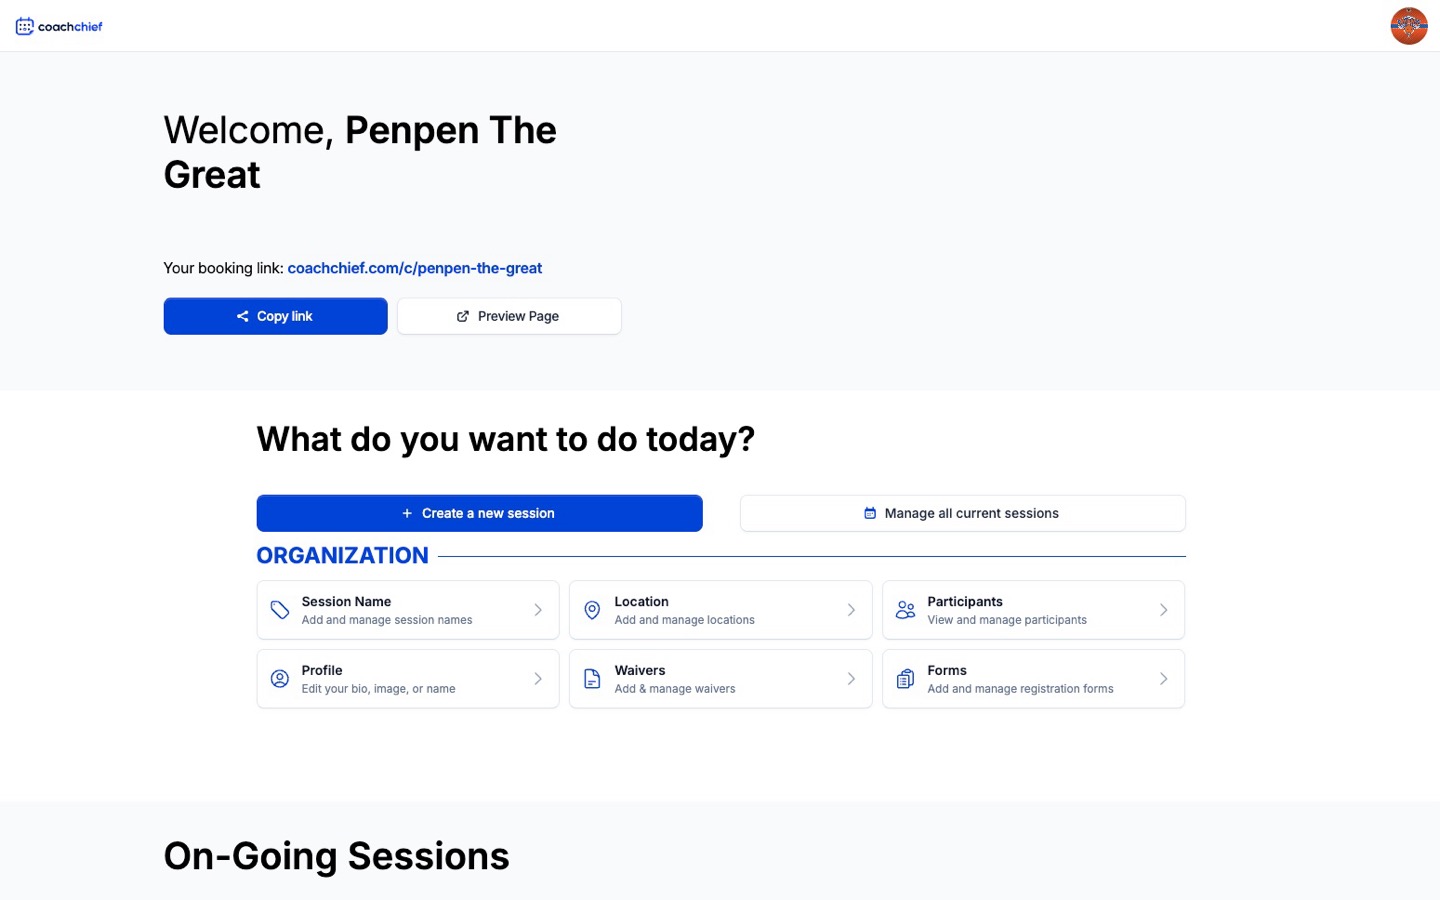 coachchief
Welcome, Penpen The
Great
Your booking link: coachchief.com/c/penpen-the-great
Copy link
Preview Page
What do you want to do today?
Create a new session
Manage all current sessions
ORGANIZATION
Session Name
Add and manage session names
Location
Add and manage locations
Participants
View and manage participants
Profile
Edit your bio, image, or name
Waivers
Add & manage waivers
Forms
Add and manage registration forms
On-Going Sessions